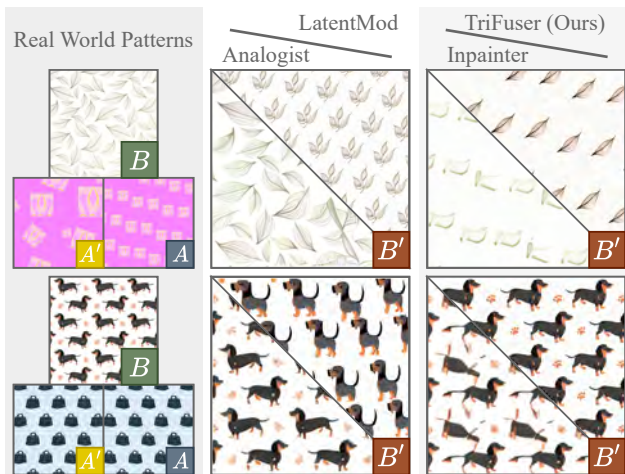 Real World Patterns
LatentMod
Analogist
TriFuser (Ours)
Inpainter
B
A'
A
B'
B'
B
A'
A
B'
B'